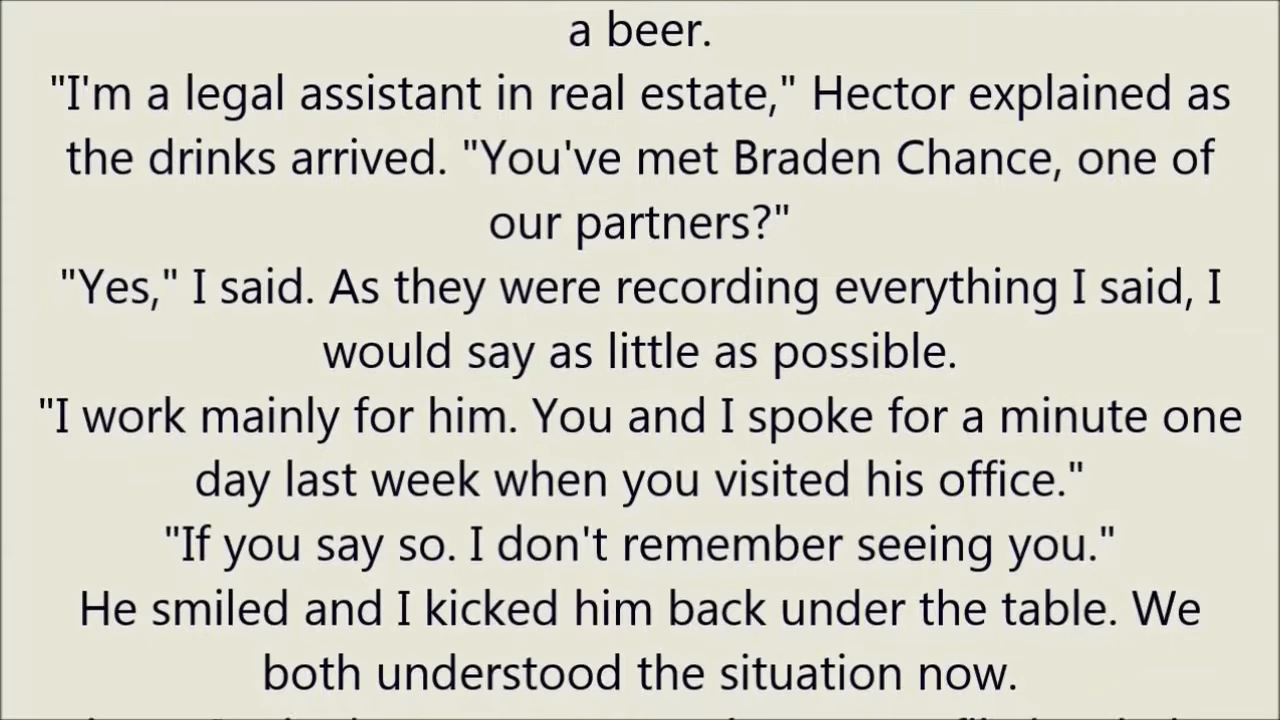 a beer.
"I'm a legal assistant in real estate," Hector explained as
the drinks arrived. "You've met Braden Chance, one of
our partners?"
"Yes," I said. As they were recording everything I said, I
would say as little as possible.
"I work mainly for him. You and I spoke for a minute one
day last week when you visited his office."
"If you say so. I don't remember seeing you."
He smiled and I kicked him back under the table. We
both understood the situation now.